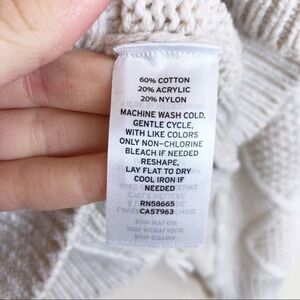 60% COTTON
20% ACRYLIC
20% NYLON
MACHINE WASH COLD,
GENTLE CYCLE,
WITH LIKE COLORS
ONLY NON-CHLORINE
BLEACH IF NEEDED
RESHAPE,
LAY FLAT TO DRY
COOL IRON IF
NEEDED
RN58665
CA57963